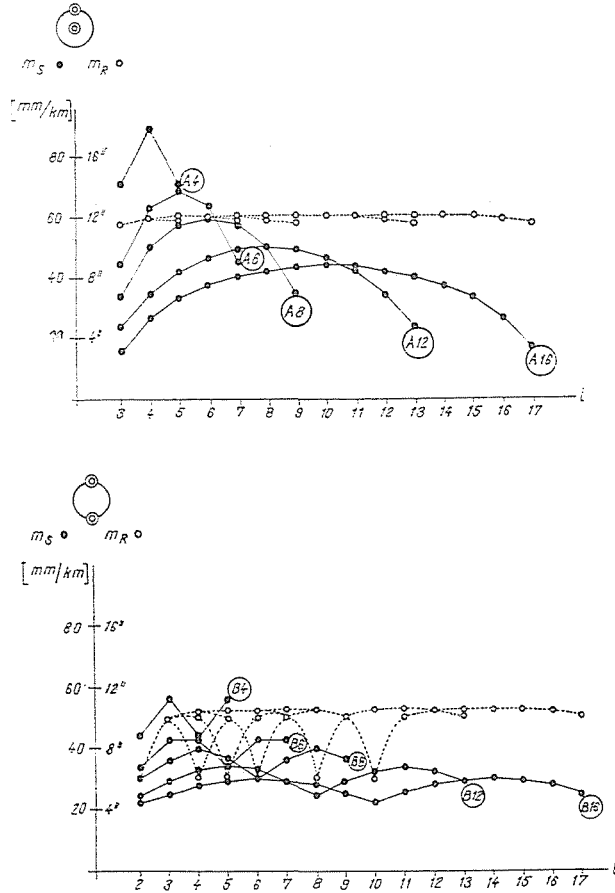 m_S • m_R ○
[mm/km]
80 16"
A4
60 12"
A6
40 8"
A8
A12
4"
A16
3 4 5 6 7 8 9 10 11 12 13 14 15 16 17 i
m_S • m_R ○
[mm/km]
80 16"
B4
60 12"
B6
40 8"
B8
20 4"
B12
B16
2 3 4 5 6 7 8 9 10 11 12 13 14 15 16 17